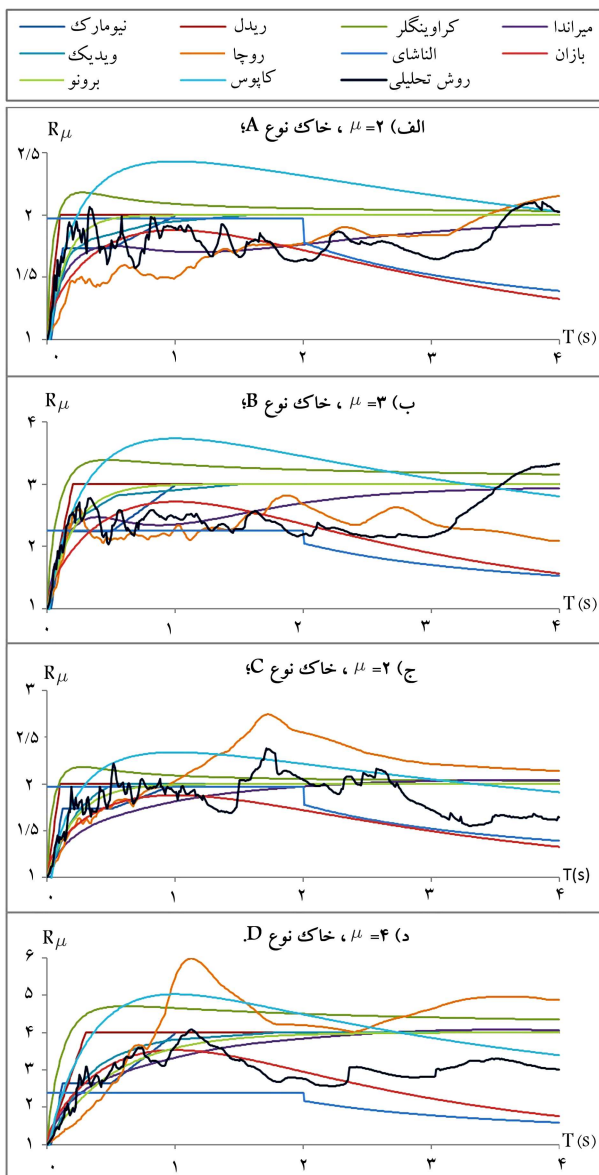 نیومارک ریدل کراوینگلر میراندا
ویدیک روچا الناشای بازان
برونو کاپوس روش تحلیلی
الف) μ=۲ ، خاک نوع A؛
Rμ
۲/۵
۲
۱/۵
۱
۰ ۱ ۲ ۳ ۴
T(s)
ب) μ=۳ ، خاک نوع B؛
Rμ
۴
۳
۲
۱
۰ ۱ ۲ ۳ ۴
T(s)
ج) μ=۲ ، خاک نوع C؛
Rμ
۳
۲/۵
۲
۱/۵
۱
۰ ۱ ۲ ۳ ۴
T(s)
د) μ=۴ ، خاک نوع D.
Rμ
۶
۵
۴
۳
۲
۱
۰ ۱ ۲ ۳ ۴
T(s)